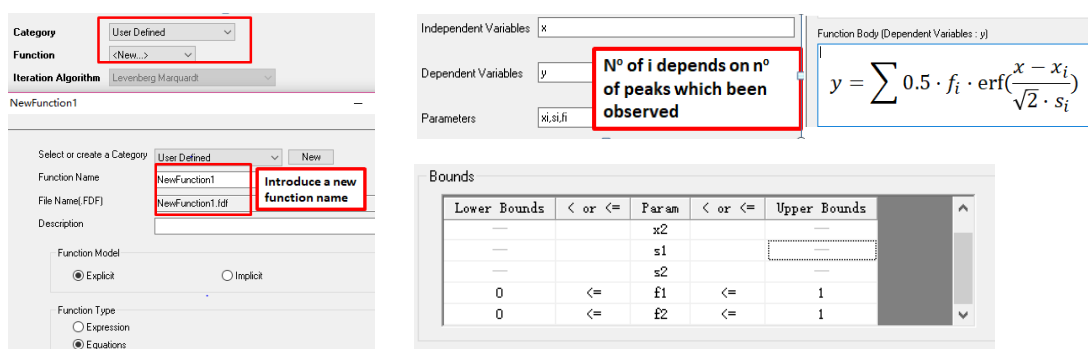 Category User Defined
Function <New...>
Iteration Algorithm Levenberg Marquardt
NewFunction1
Select or create a Category User Defined New
Function Name NewFunction1
File Name(.FDF) NewFunction1.fdf
Introduce a new
function name
Description
Function Model
Explicit Implicit
Function Type
Expression
Equations
Independent Variables x
Dependent Variables y
Parameters xi,si,fi
Nº of i depends on nº
of peaks which been
observed
Function Body (Dependent Variables : y)
y = ∑ 0.5 · f_i · erf((x − x_i)/(√2 · s_i))
Bounds
Lower Bounds < or <= Param < or <= Upper Bounds
— x2 —
— s1 —
— s2 —
0 <= f1 <= 1
0 <= f2 <= 1